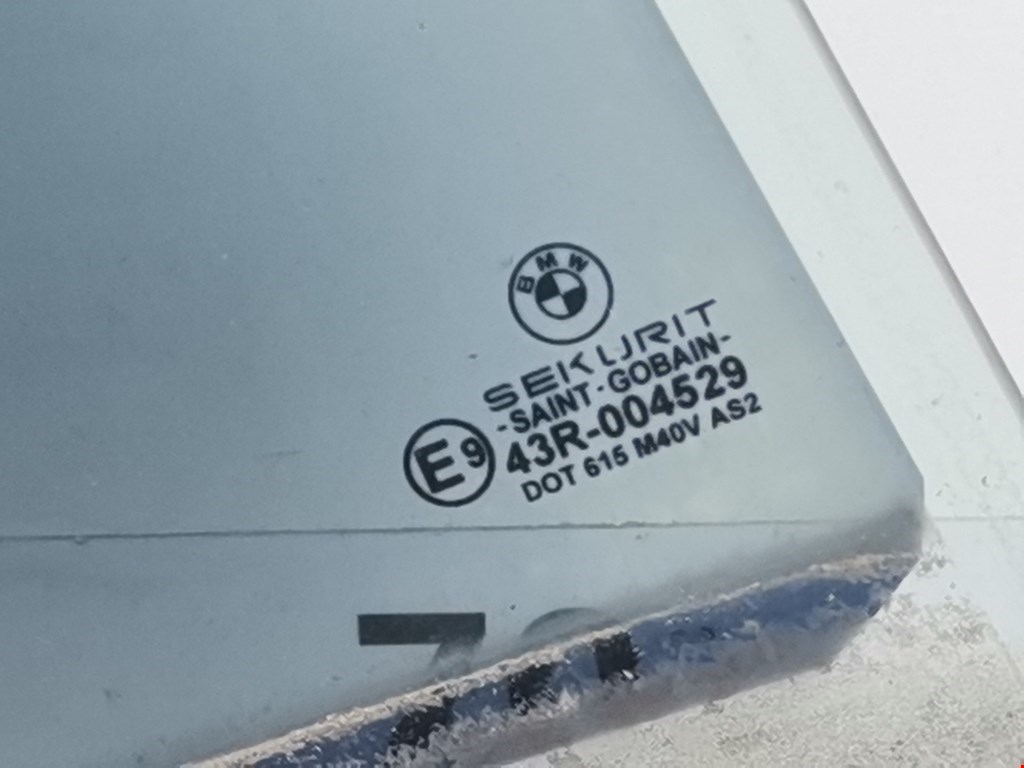 BMW
SEKURIT
-SAINT-GOBAIN-
E9 43R-004529
DOT 615 M40V AS2